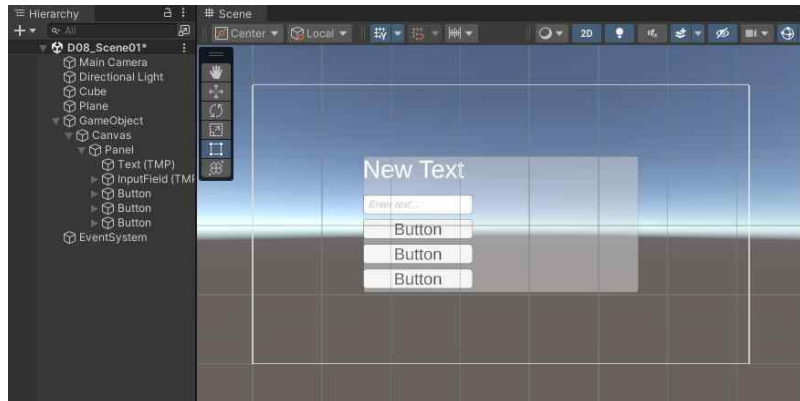 Hierarchy
All
D08_Scene01*
Main Camera
Directional Light
Cube
Plane
GameObject
Canvas
Panel
Text (TMP)
InputField (TMP
Button
Button
Button
EventSystem
# Scene
Center
Local
2D
New Text
Enter text...
Button
Button
Button